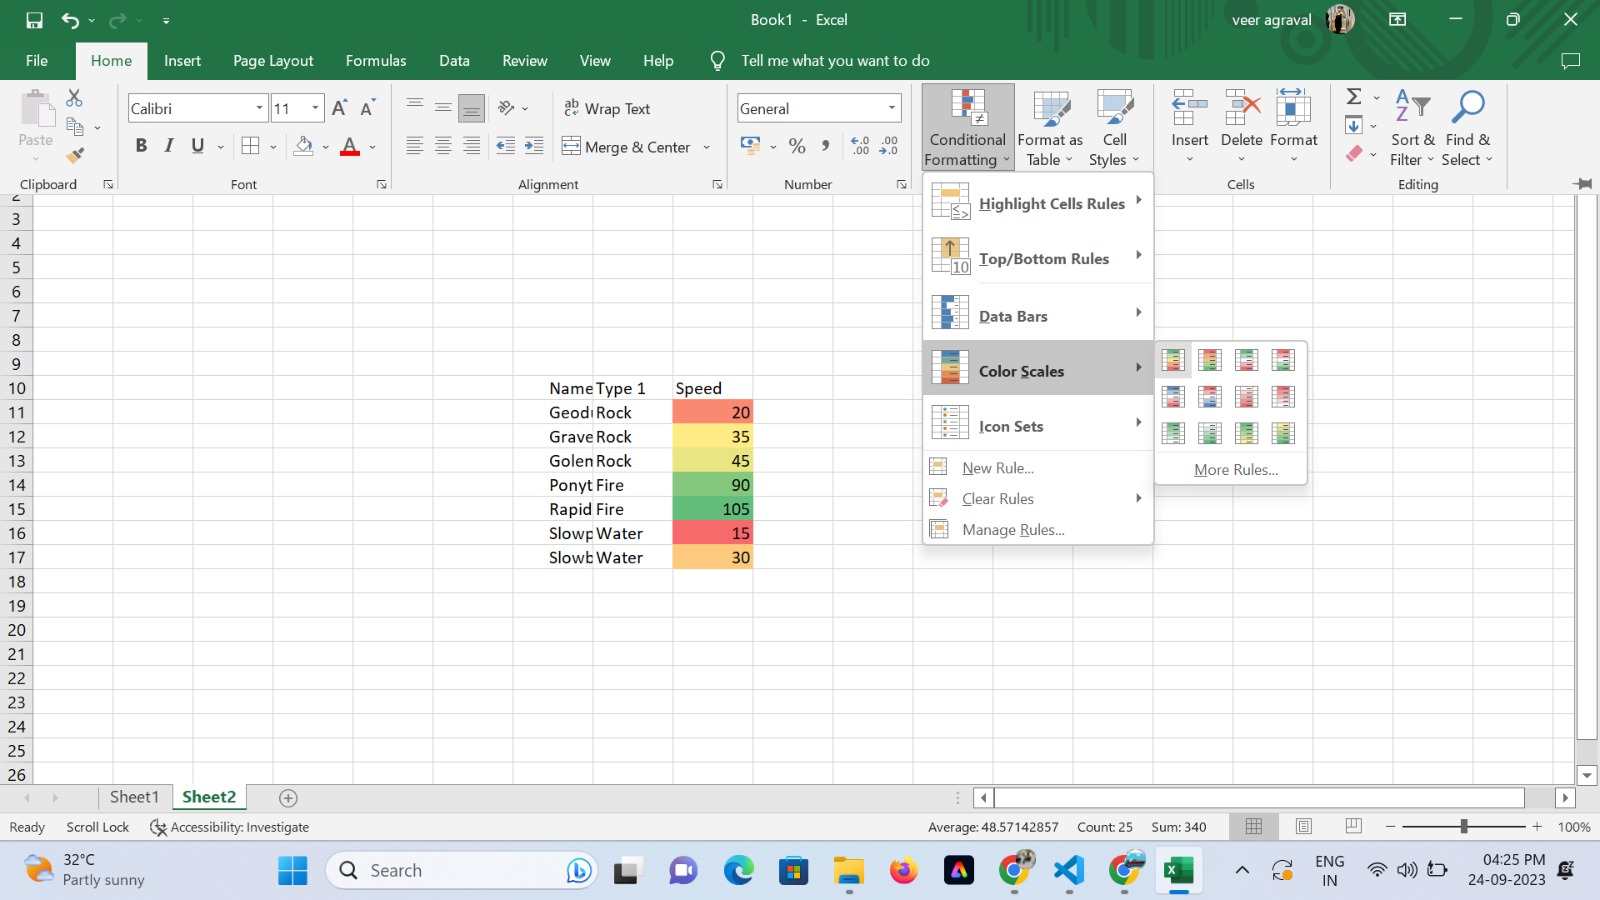 Book1 - Excel
veer agraval
File Home Insert Page Layout Formulas Data Review View Help Tell me what you want to do
Paste
Clipboard
Calibri 11
B I U
Font
Wrap Text
Merge & Center
Alignment
General
Number
Conditional Formatting
Format as Table
Cell Styles
Insert Delete Format
Cells
Sort & Filter
Find & Select
Editing
Highlight Cells Rules
Top/Bottom Rules
Data Bars
Color Scales
Icon Sets
New Rule...
Clear Rules
Manage Rules...
More Rules...
2
3
4
5
6
7
8
9
10 Name Type 1 Speed
11 Geod Rock 20
12 Grave Rock 35
13 Golen Rock 45
14 Ponyt Fire 90
15 Rapid Fire 105
16 Slowp Water 15
17 Slowb Water 30
18
19
20
21
22
23
24
25
26
Sheet1 Sheet2
Ready Scroll Lock Accessibility: Investigate Average: 48.57142857 Count: 25 Sum: 340 100%
32°C
Partly sunny
Search
ENG
IN
04:25 PM
24-09-2023